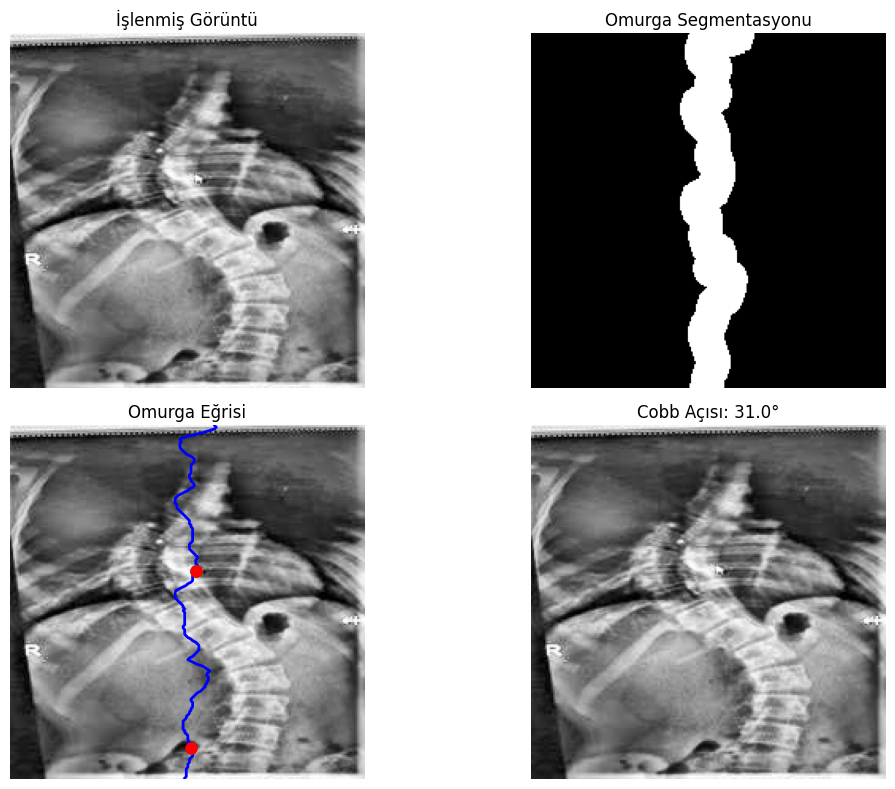 İşlenmiş Görüntü
Omurga Segmentasyonu
R
Omurga Eğrisi
Cobb Açısı: 31.0°
R
R